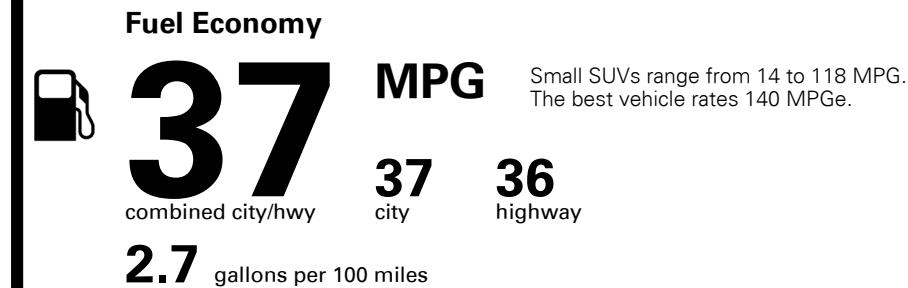 Fuel Economy
37 MPG
Small SUVs range from 14 to 118 MPG.
The best vehicle rates 140 MPGe.
combined city/hwy
37
city
36
highway
2.7 gallons per 100 miles